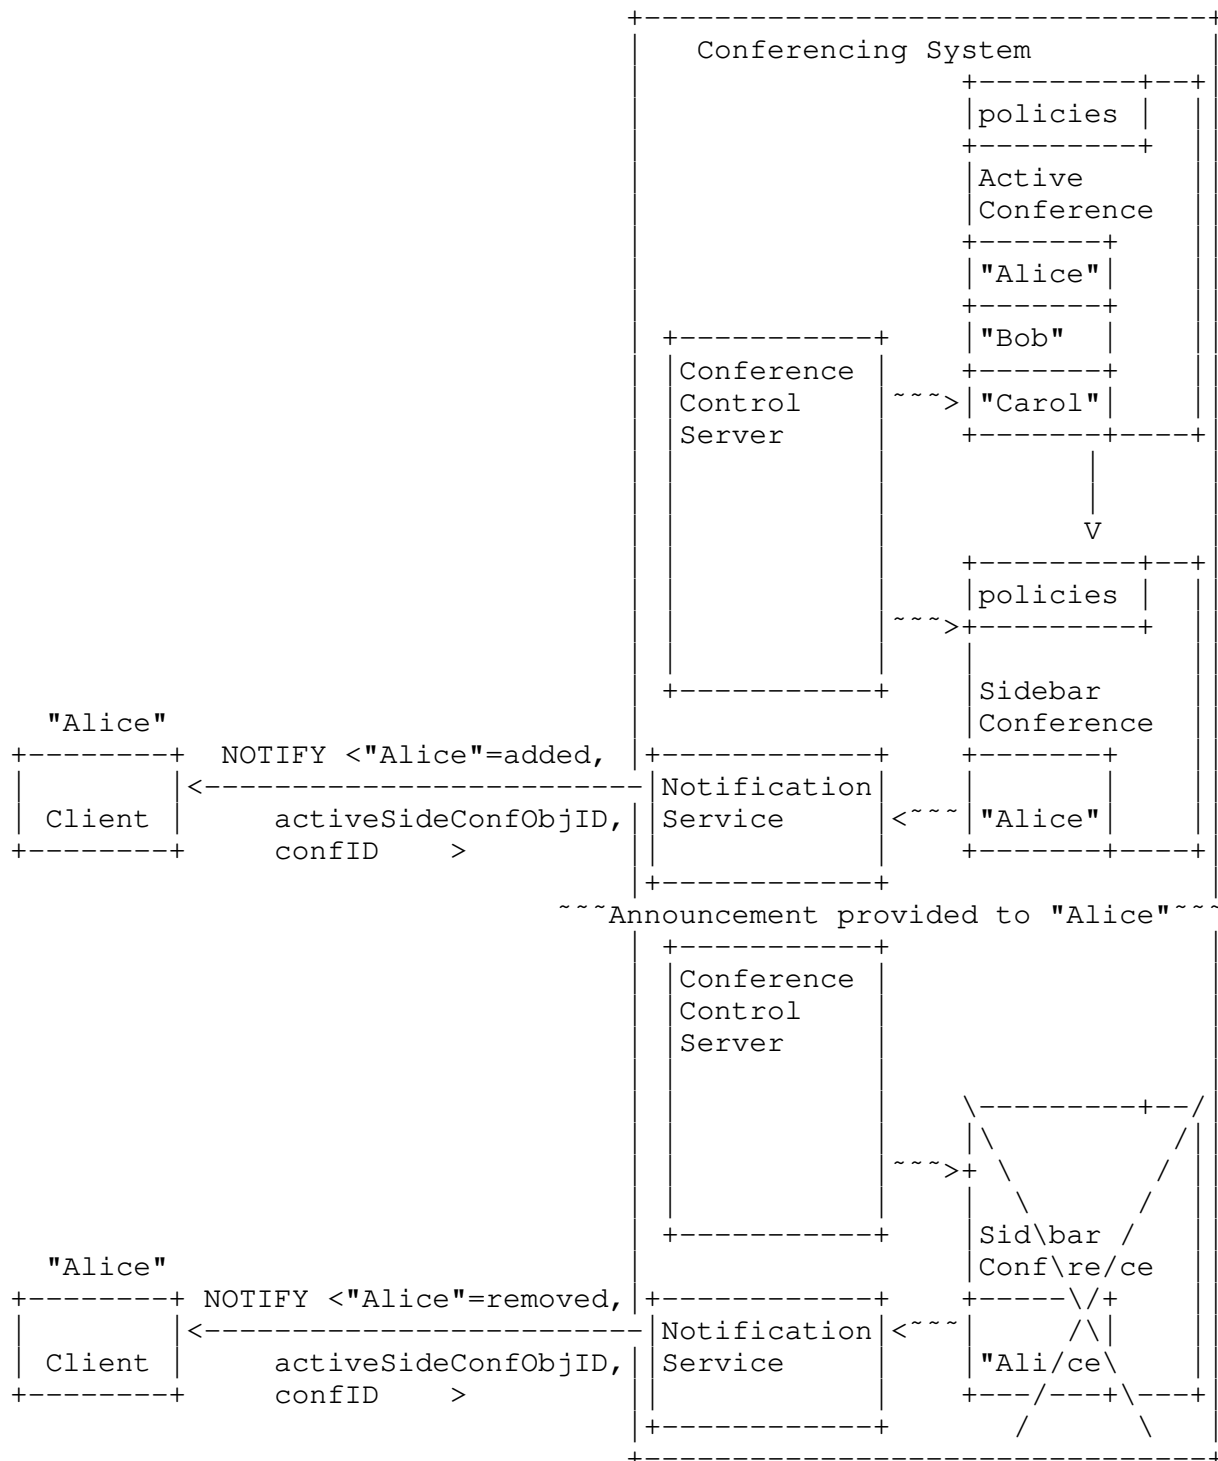 Conferencing System
policies
Active
Conference
"Alice"
"Bob"
Conference
Control
~~~> "Carol"
Server
V
policies
~~~>
Sidebar
"Alice"
Conference
NOTIFY <"Alice"=added,
Notification
Client activeSideConfObjID, Service <~~~ "Alice"
confID >
~~~Announcement provided to "Alice"~~~
Conference
Control
Server
~~~>
Sid\bar
"Alice"
Conf\re/ce
NOTIFY <"Alice"=removed,
Notification <~~~
Client activeSideConfObjID, Service "Ali/ce\
confID >